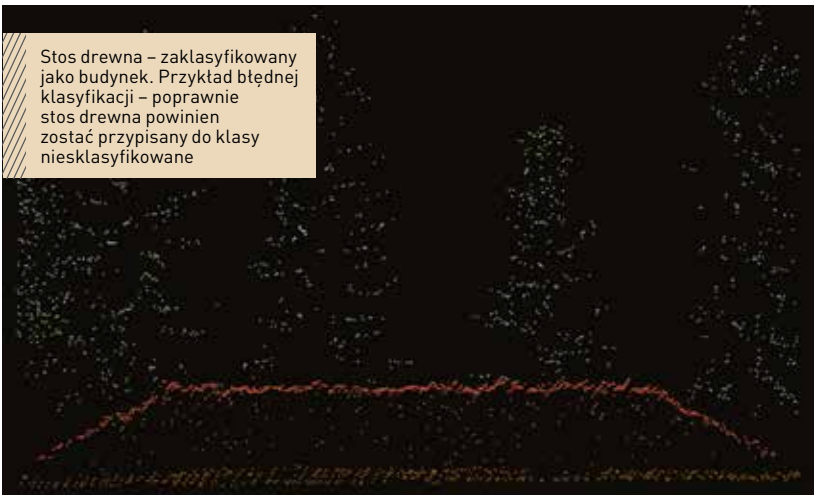 Stos drewna – zaklasyfikowany
jako budynek. Przykład błędnej
klasyfikacji – poprawnie
stos drewna powinien
zostać przypisany do klasy
niesklasyfikowane